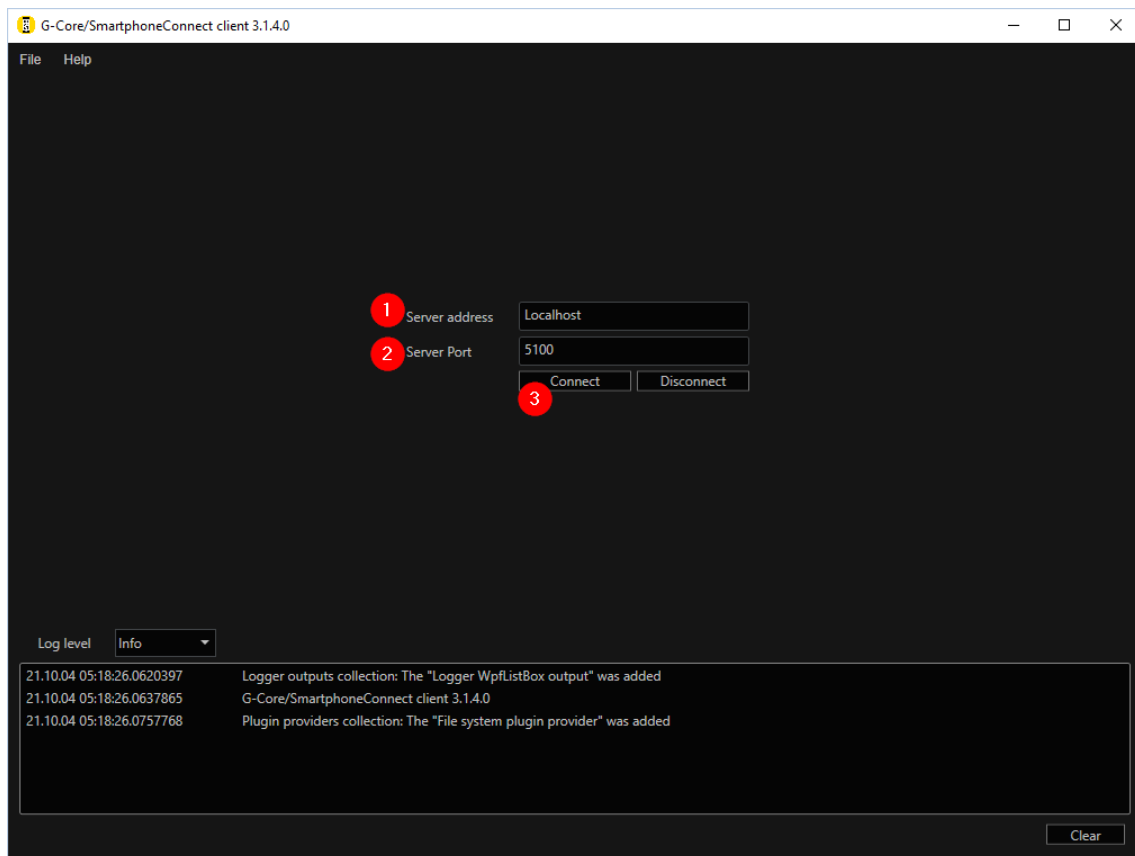 G-Core/SmartphoneConnect client 3.1.4.0
File Help
1 Server address Localhost
2 Server Port 5100
Connect Disconnect
3
Log level Info
21.10.04 05:18:26.0620397 Logger outputs collection: The "Logger WpfListBox output" was added
21.10.04 05:18:26.0637865 G-Core/SmartphoneConnect client 3.1.4.0
21.10.04 05:18:26.0757768 Plugin providers collection: The "File system plugin provider" was added
Clear